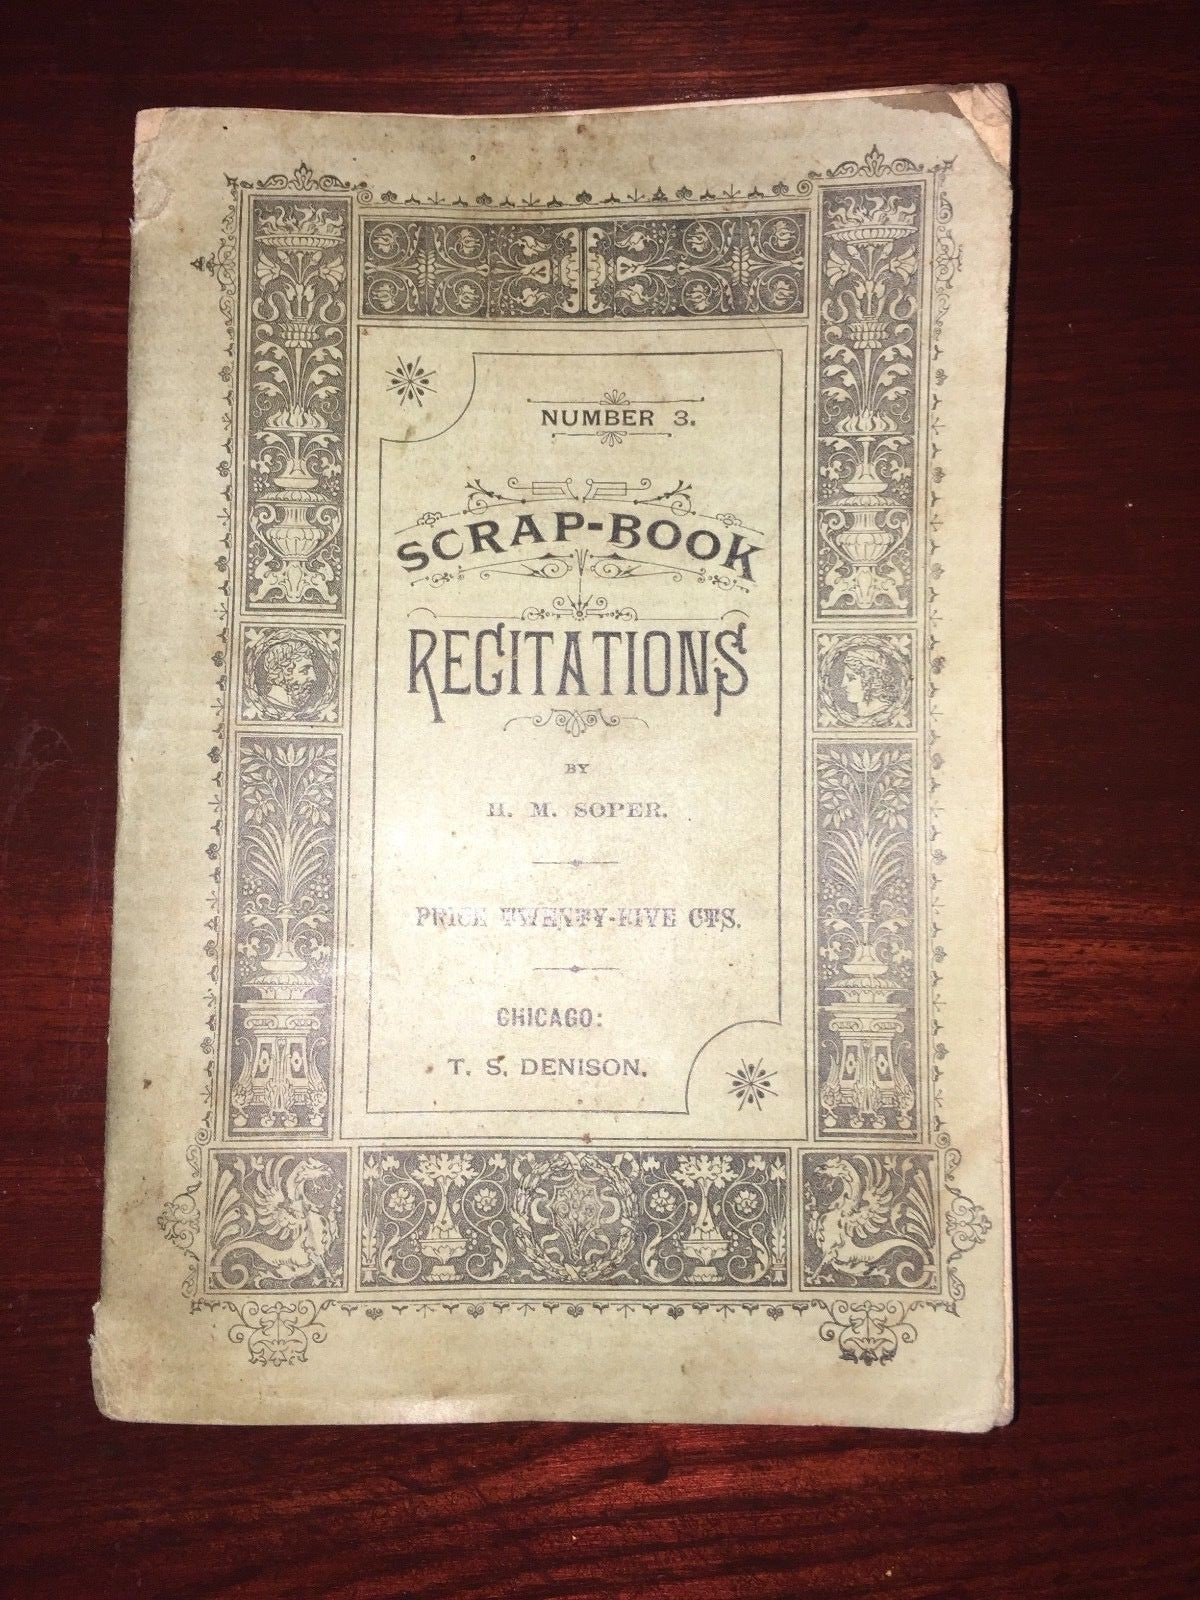 NUMBER 3.
SCRAP-BOOK
RECITATIONS
BY
H. M. SOPER.
PRICE TWENTY-FIVE CTS.
CHICAGO:
T. S. DENISON.